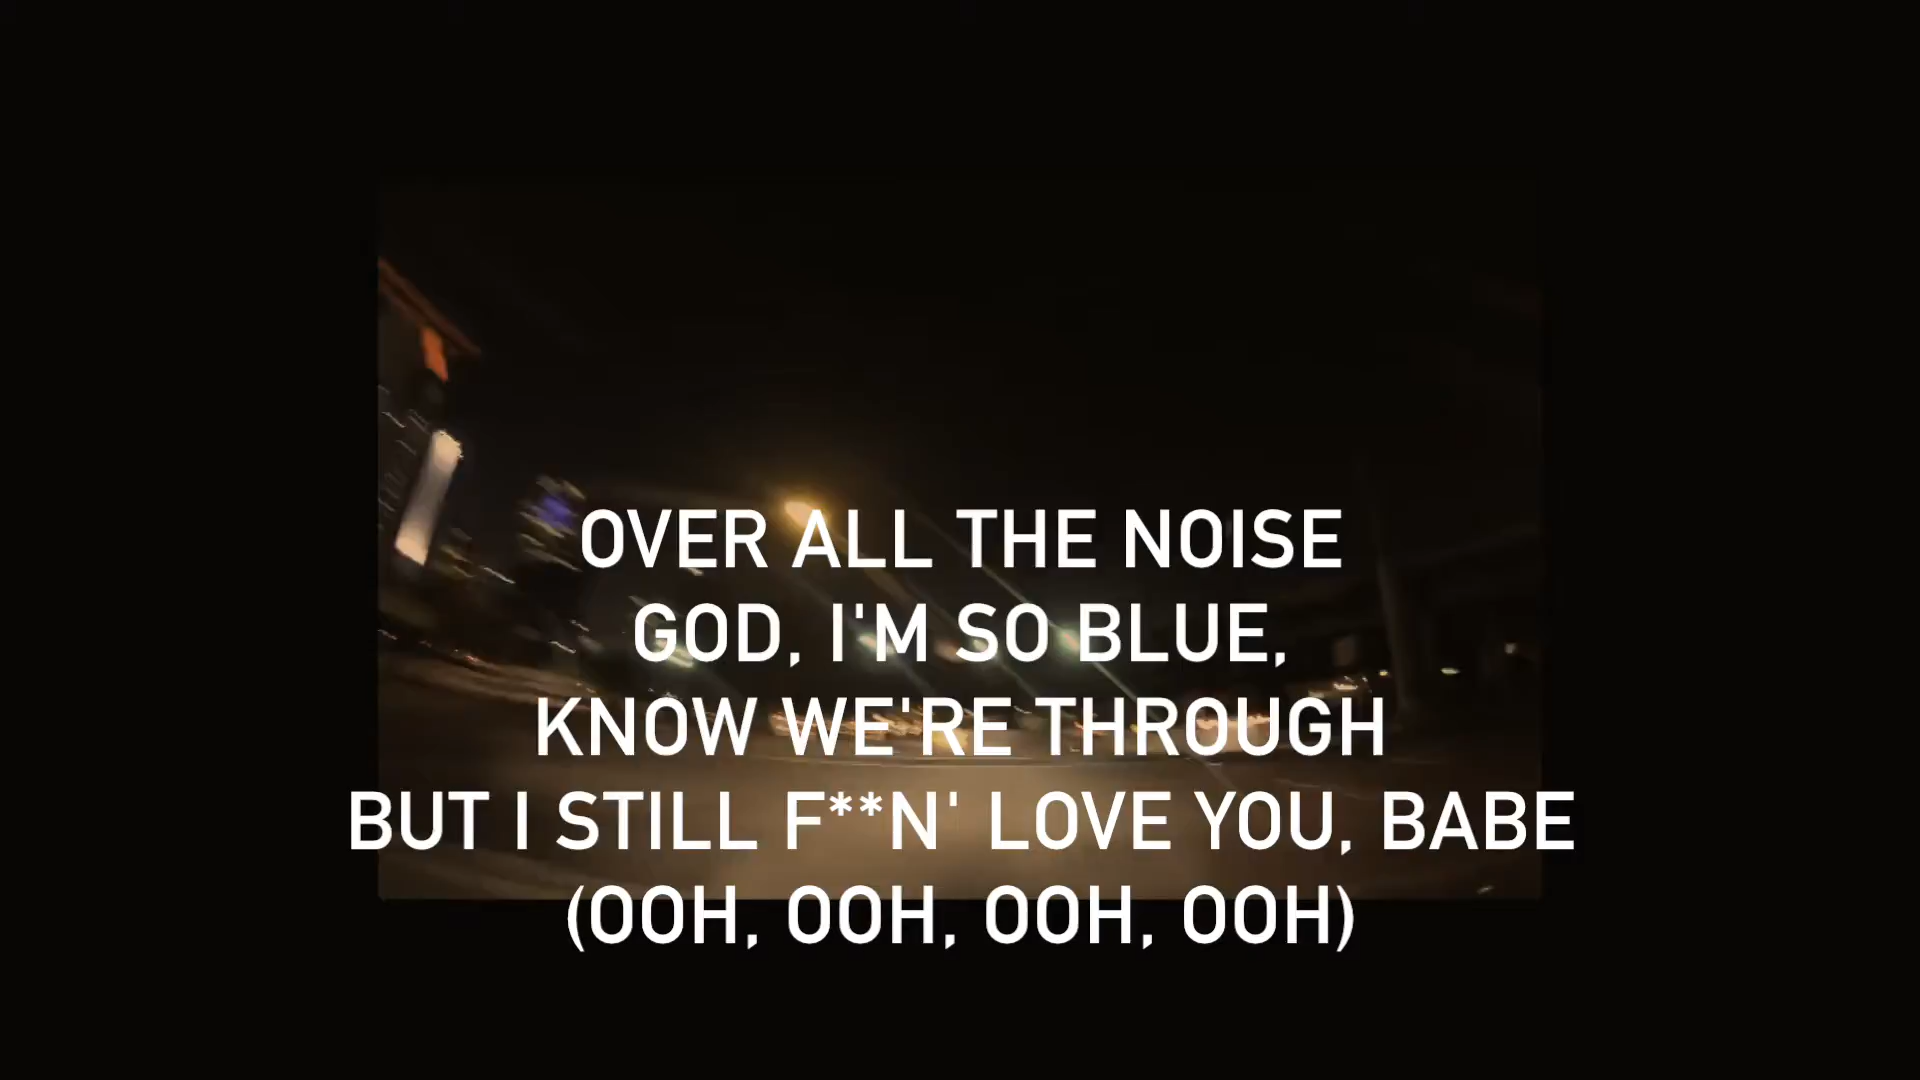 OVER ALL THE NOISE
GOD, I'M SO BLUE,
KNOW WE'RE THROUGH
BUT I STILL F**N' LOVE YOU, BABE
(OOH, OOH, OOH, OOH)